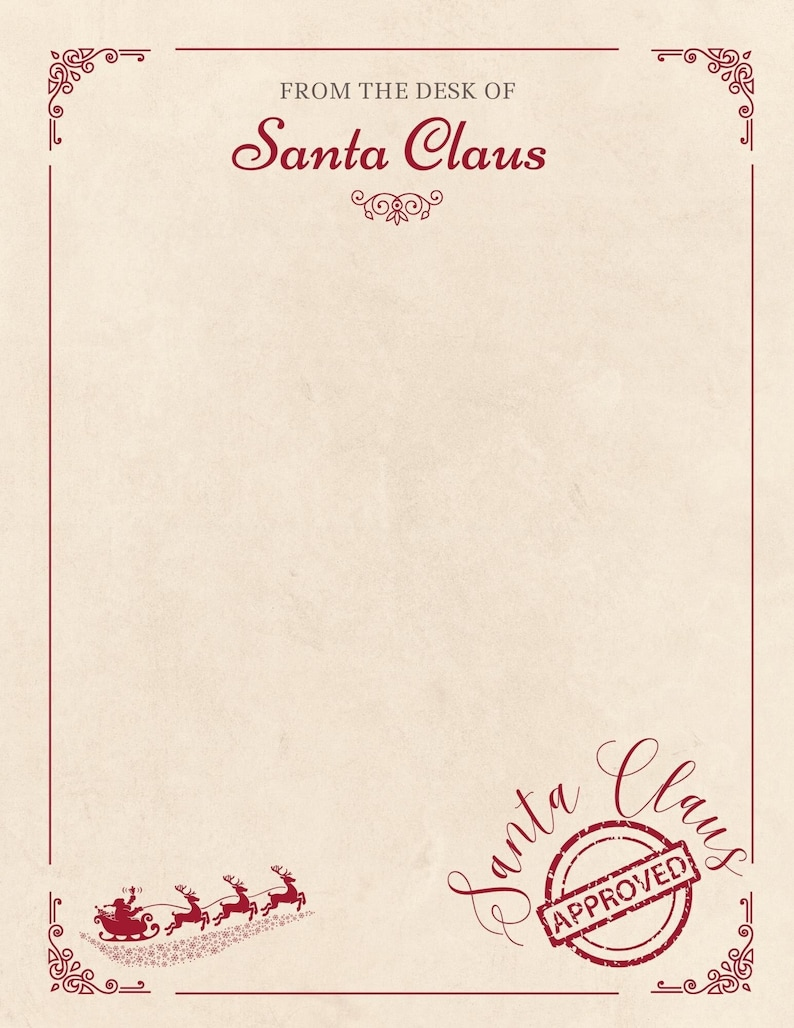 FROM THE DESK OF
Santa Claus
Santa Claus
APPROVED